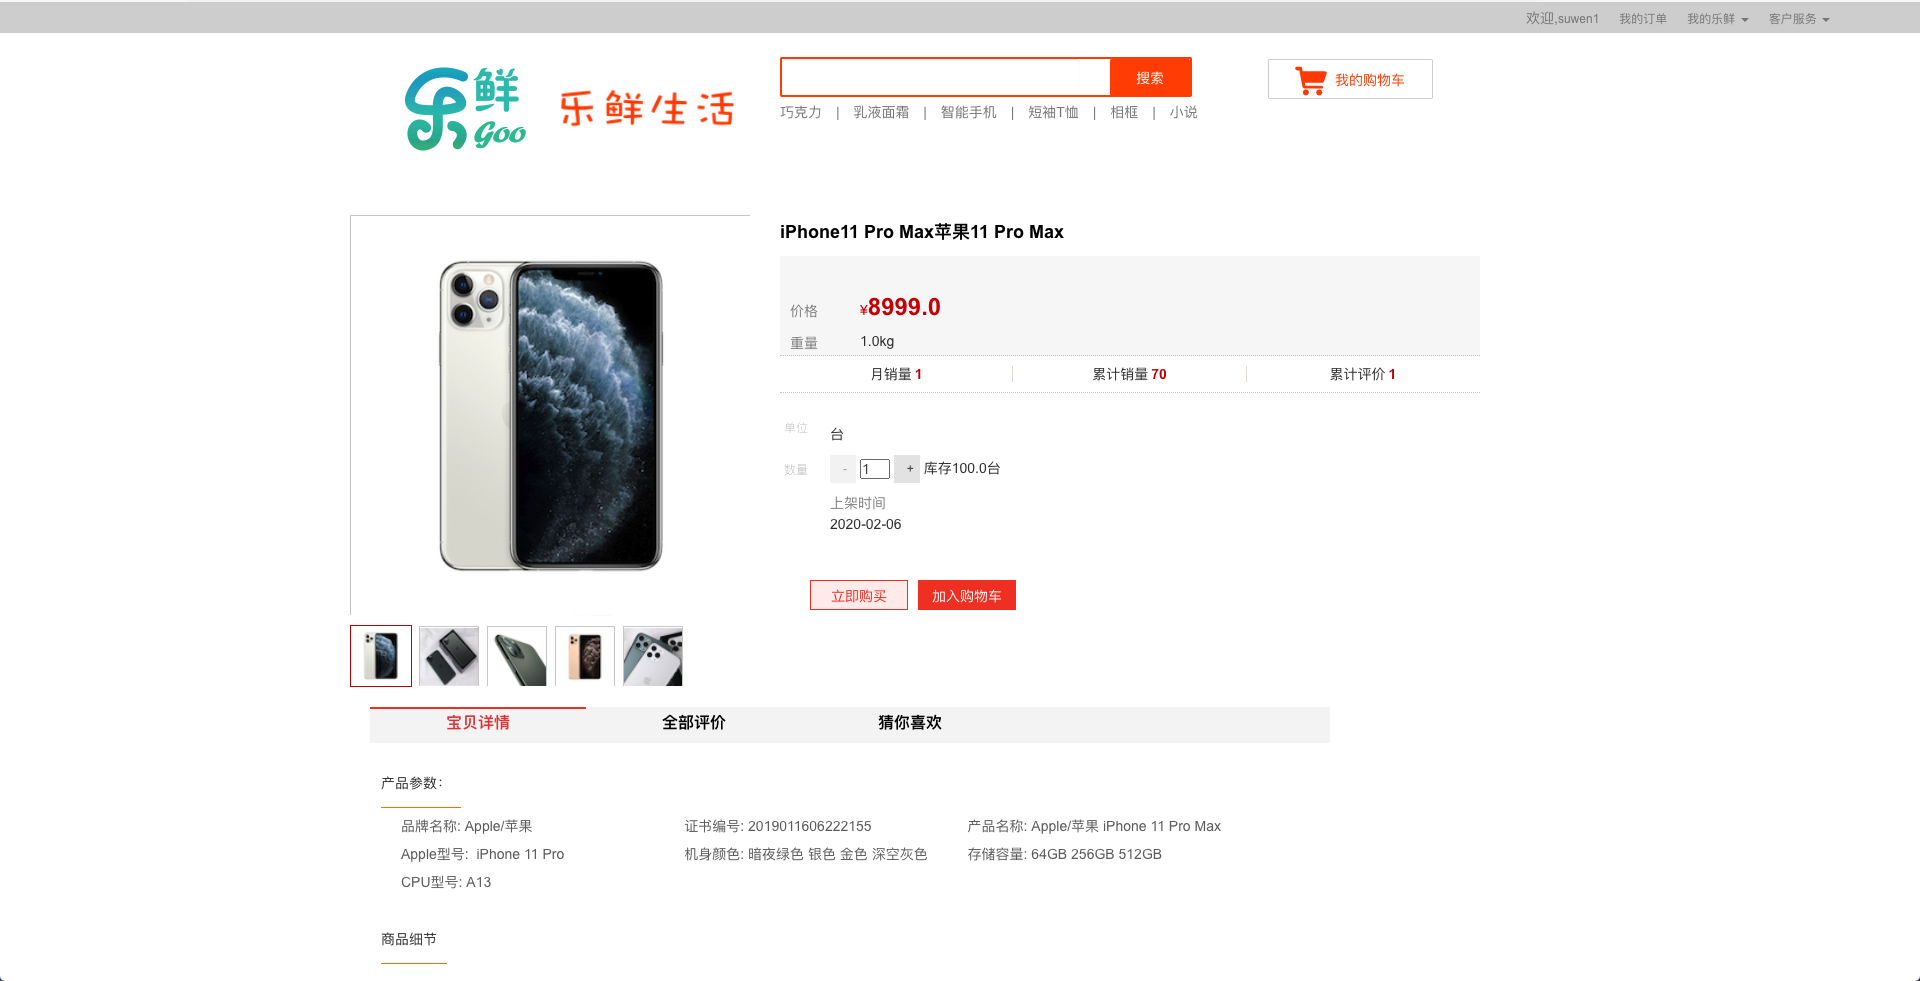 欢迎,suwen1 我的订单 我的乐鲜 客户服务
乐鲜 Goo
乐鲜生活
搜索
我的购物车
巧克力 | 乳液面霜 | 智能手机 | 短袖T恤 | 相框 | 小说
iPhone11 Pro Max苹果11 Pro Max
价格 ¥8999.0
重量 1.0kg
月销量 1 累计销量 70 累计评价 1
单位 台
数量 - 1 + 库存100.0台
上架时间
2020-02-06
立即购买 加入购物车
宝贝详情 全部评价 猜你喜欢
产品参数：
品牌名称: Apple/苹果 证书编号: 2019011606222155 产品名称: Apple/苹果 iPhone 11 Pro Max
Apple型号: iPhone 11 Pro 机身颜色: 暗夜绿色 银色 金色 深空灰色 存储容量: 64GB 256GB 512GB
CPU型号: A13
商品细节